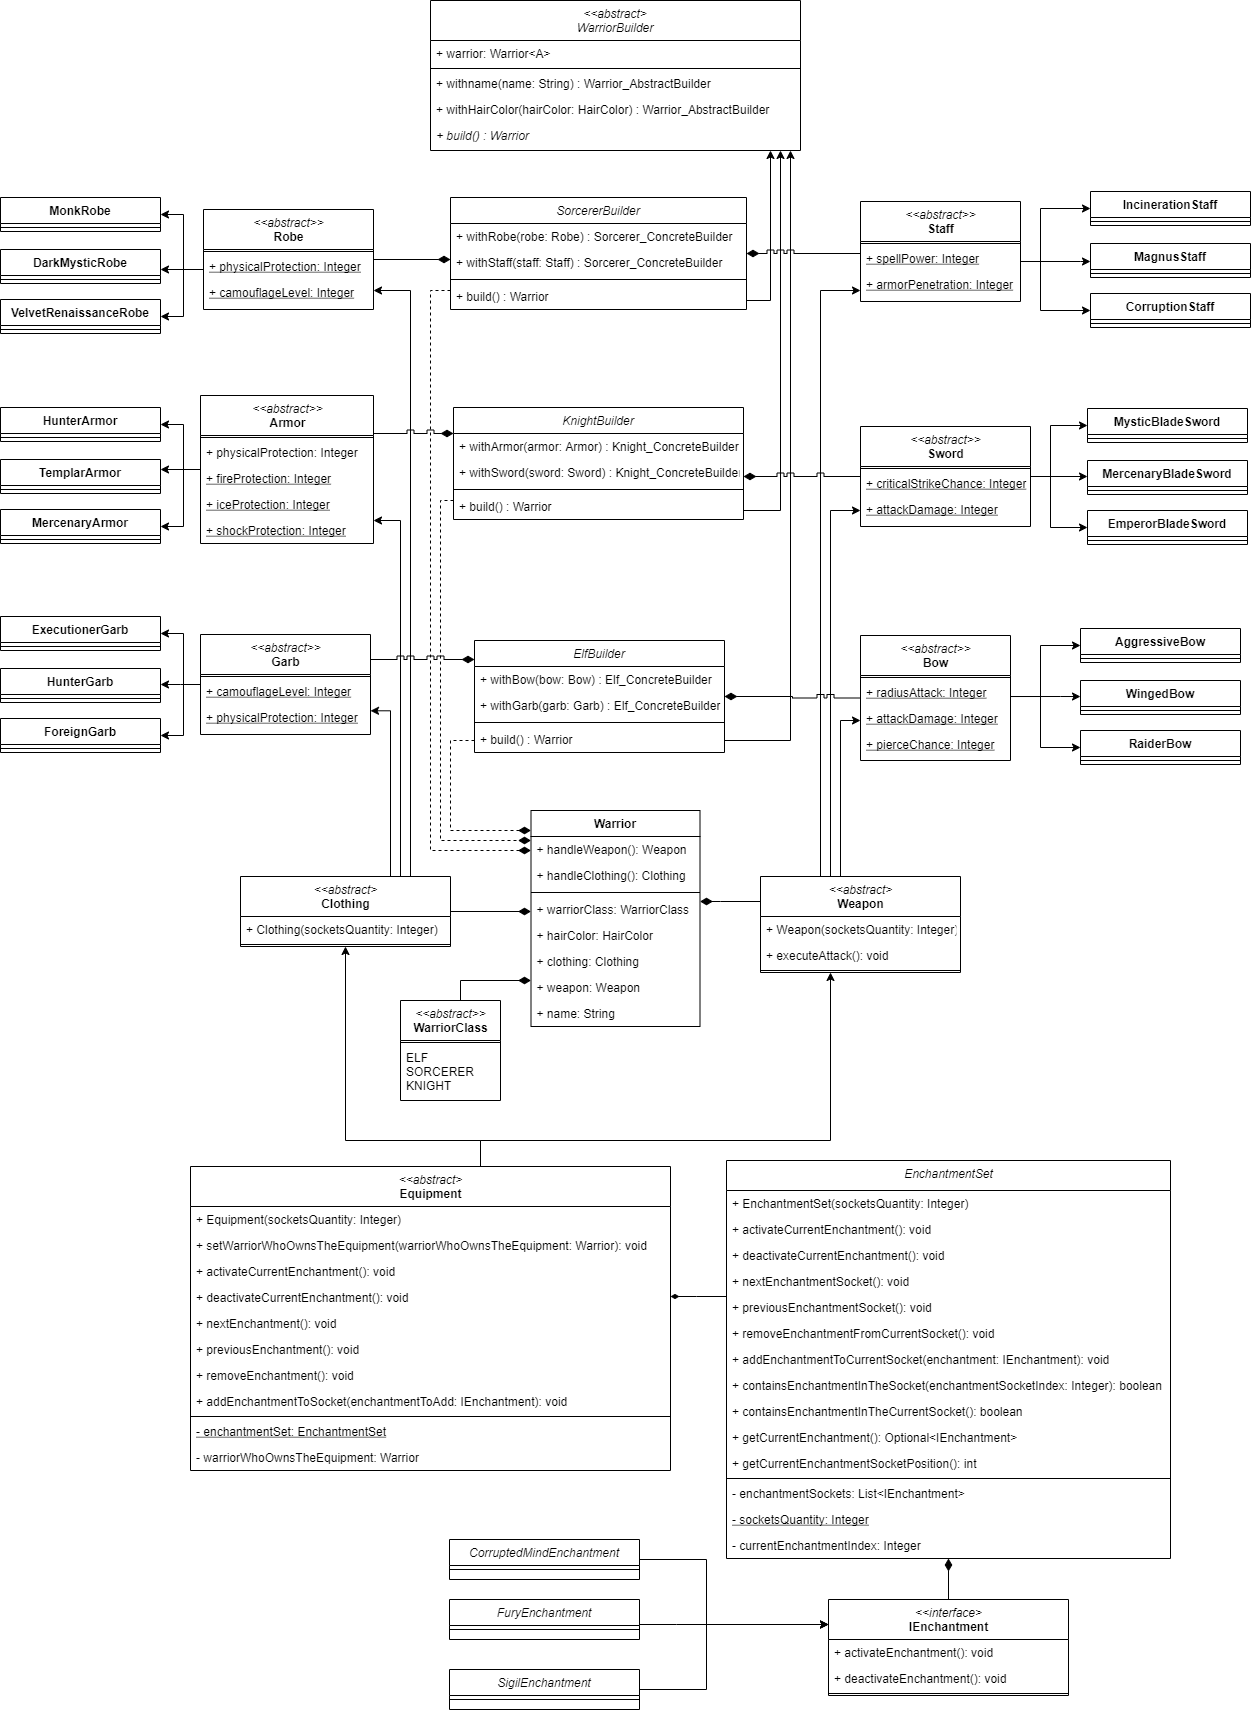 <<abstract>
WarriorBuilder
+ warrior: Warrior<A>
+ withname(name: String) : Warrior_AbstractBuilder
+ withHairColor(hairColor: HairColor) : Warrior_AbstractBuilder
+ build() : Warrior
MonkRobe
DarkMysticRobe
VelvetRenaissanceRobe
<<abstract>>
Robe
+ physicalProtection: Integer
+ camouflageLevel: Integer
SorcererBuilder
+ withRobe(robe: Robe) : Sorcerer_ConcreteBuilder
+ withStaff(staff: Staff) : Sorcerer_ConcreteBuilder
+ build() : Warrior
<<abstract>>
Staff
+ spellPower: Integer
+ armorPenetration: Integer
IncinerationStaff
MagnusStaff
CorruptionStaff
HunterArmor
TemplarArmor
MercenaryArmor
<<abstract>>
Armor
+ physicalProtection: Integer
+ fireProtection: Integer
+ iceProtection: Integer
+ shockProtection: Integer
KnightBuilder
+ withArmor(armor: Armor) : Knight_ConcreteBuilder
+ withSword(sword: Sword) : Knight_ConcreteBuilder
+ build() : Warrior
<<abstract>>
Sword
+ criticalStrikeChance: Integer
+ attackDamage: Integer
MysticBladeSword
MercenaryBladeSword
EmperorBladeSword
ExecutionerGarb
HunterGarb
ForeignGarb
<<abstract>>
Garb
+ camouflageLevel: Integer
+ physicalProtection: Integer
ElfBuilder
+ withBow(bow: Bow) : Elf_ConcreteBuilder
+ withGarb(garb: Garb) : Elf_ConcreteBuilder
+ build() : Warrior
<<abstract>>
Bow
+ radiusAttack: Integer
+ attackDamage: Integer
+ pierceChance: Integer
AggressiveBow
WingedBow
RaiderBow
Warrior
+ handleWeapon(): Weapon
+ handleClothing(): Clothing
+ warriorClass: WarriorClass
+ hairColor: HairColor
+ clothing: Clothing
+ weapon: Weapon
+ name: String
<<abstract>
Clothing
+ Clothing(socketsQuantity: Integer)
<<abstract>
Weapon
+ Weapon(socketsQuantity: Integer)
+ executeAttack(): void
<<abstract>>
WarriorClass
ELF
SORCERER
KNIGHT
<<abstract>
Equipment
+ Equipment(socketsQuantity: Integer)
+ setWarriorWhoOwnsTheEquipment(warriorWhoOwnsTheEquipment: Warrior): void
+ activateCurrentEnchantment(): void
+ deactivateCurrentEnchantment(): void
+ nextEnchantment(): void
+ previousEnchantment(): void
+ removeEnchantment(): void
+ addEnchantmentToSocket(enchantmentToAdd: IEnchantment): void
- enchantmentSet: EnchantmentSet
- warriorWhoOwnsTheEquipment: Warrior
EnchantmentSet
+ EnchantmentSet(socketsQuantity: Integer)
+ activateCurrentEnchantment(): void
+ deactivateCurrentEnchantment(): void
+ nextEnchantmentSocket(): void
+ previousEnchantmentSocket(): void
+ removeEnchantmentFromCurrentSocket(): void
+ addEnchantmentToCurrentSocket(enchantment: IEnchantment): void
+ containsEnchantmentInTheSocket(enchantmentSocketIndex: Integer): boolean
+ containsEnchantmentInTheCurrentSocket(): boolean
+ getCurrentEnchantment(): Optional<IEnchantment>
+ getCurrentEnchantmentSocketPosition(): int
- enchantmentSockets: List<IEnchantment>
- socketsQuantity: Integer
- currentEnchantmentIndex: Integer
CorruptedMindEnchantment
FuryEnchantment
SigilEnchantment
<<interface>
IEnchantment
+ activateEnchantment(): void
+ deactivateEnchantment(): void